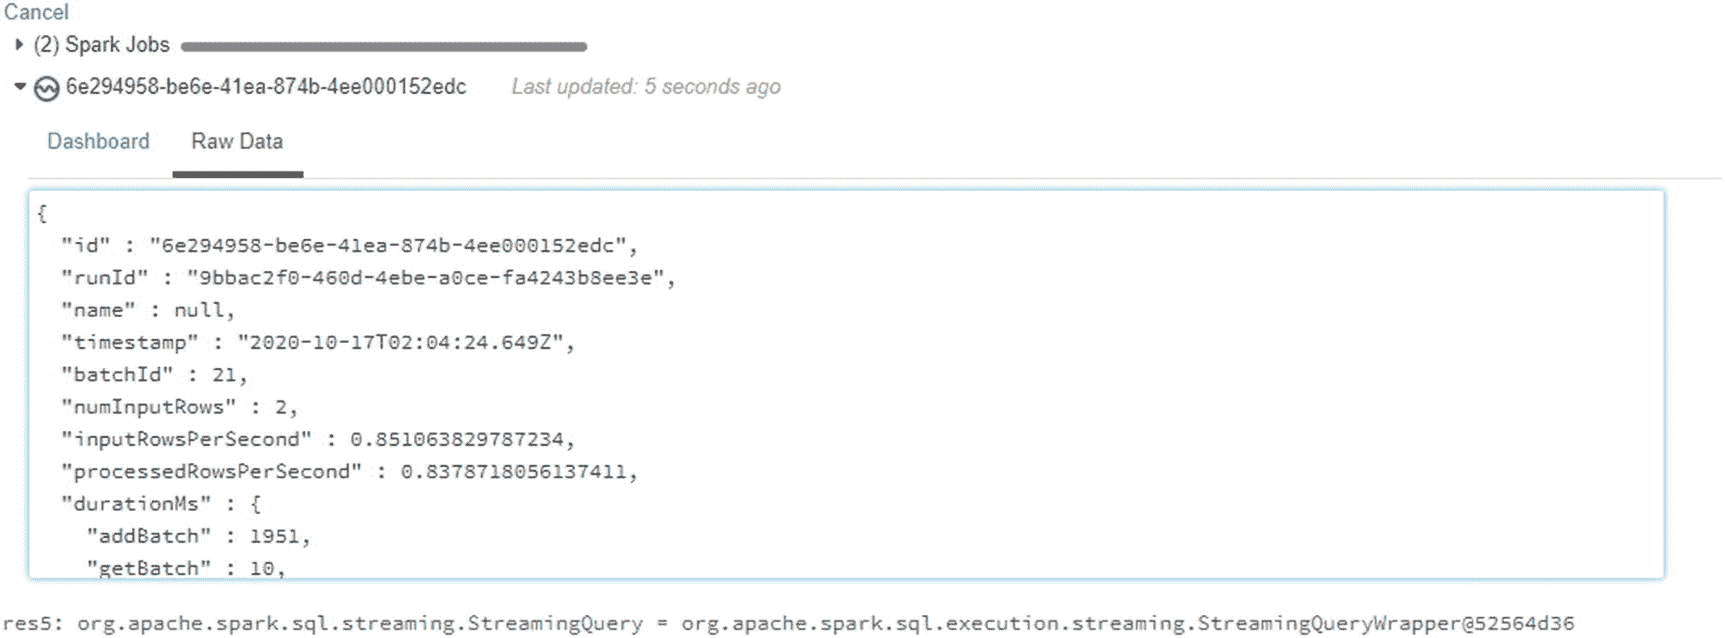 Cancel
(2) Spark Jobs
6e294958-be6e-41ea-874b-4ee000152edc Last updated: 5 seconds ago
Dashboard Raw Data
{
"id" : "6e294958-be6e-41ea-874b-4ee000152edc",
"runId" : "9bbac2f0-460d-4ebe-a0ce-fa4243b8ee3e",
"name" : null,
"timestamp" : "2020-10-17T02:04:24.649Z",
"batchId" : 21,
"numInputRows" : 2,
"inputRowsPerSecond" : 0.851063829787234,
"processedRowsPerSecond" : 0.8378718056137411,
"durationMs" : {
"addBatch" : 1951,
"getBatch" : 10,
res5: org.apache.spark.sql.streaming.StreamingQuery = org.apache.spark.sql.execution.streaming.StreamingQueryWrapper@52564d36